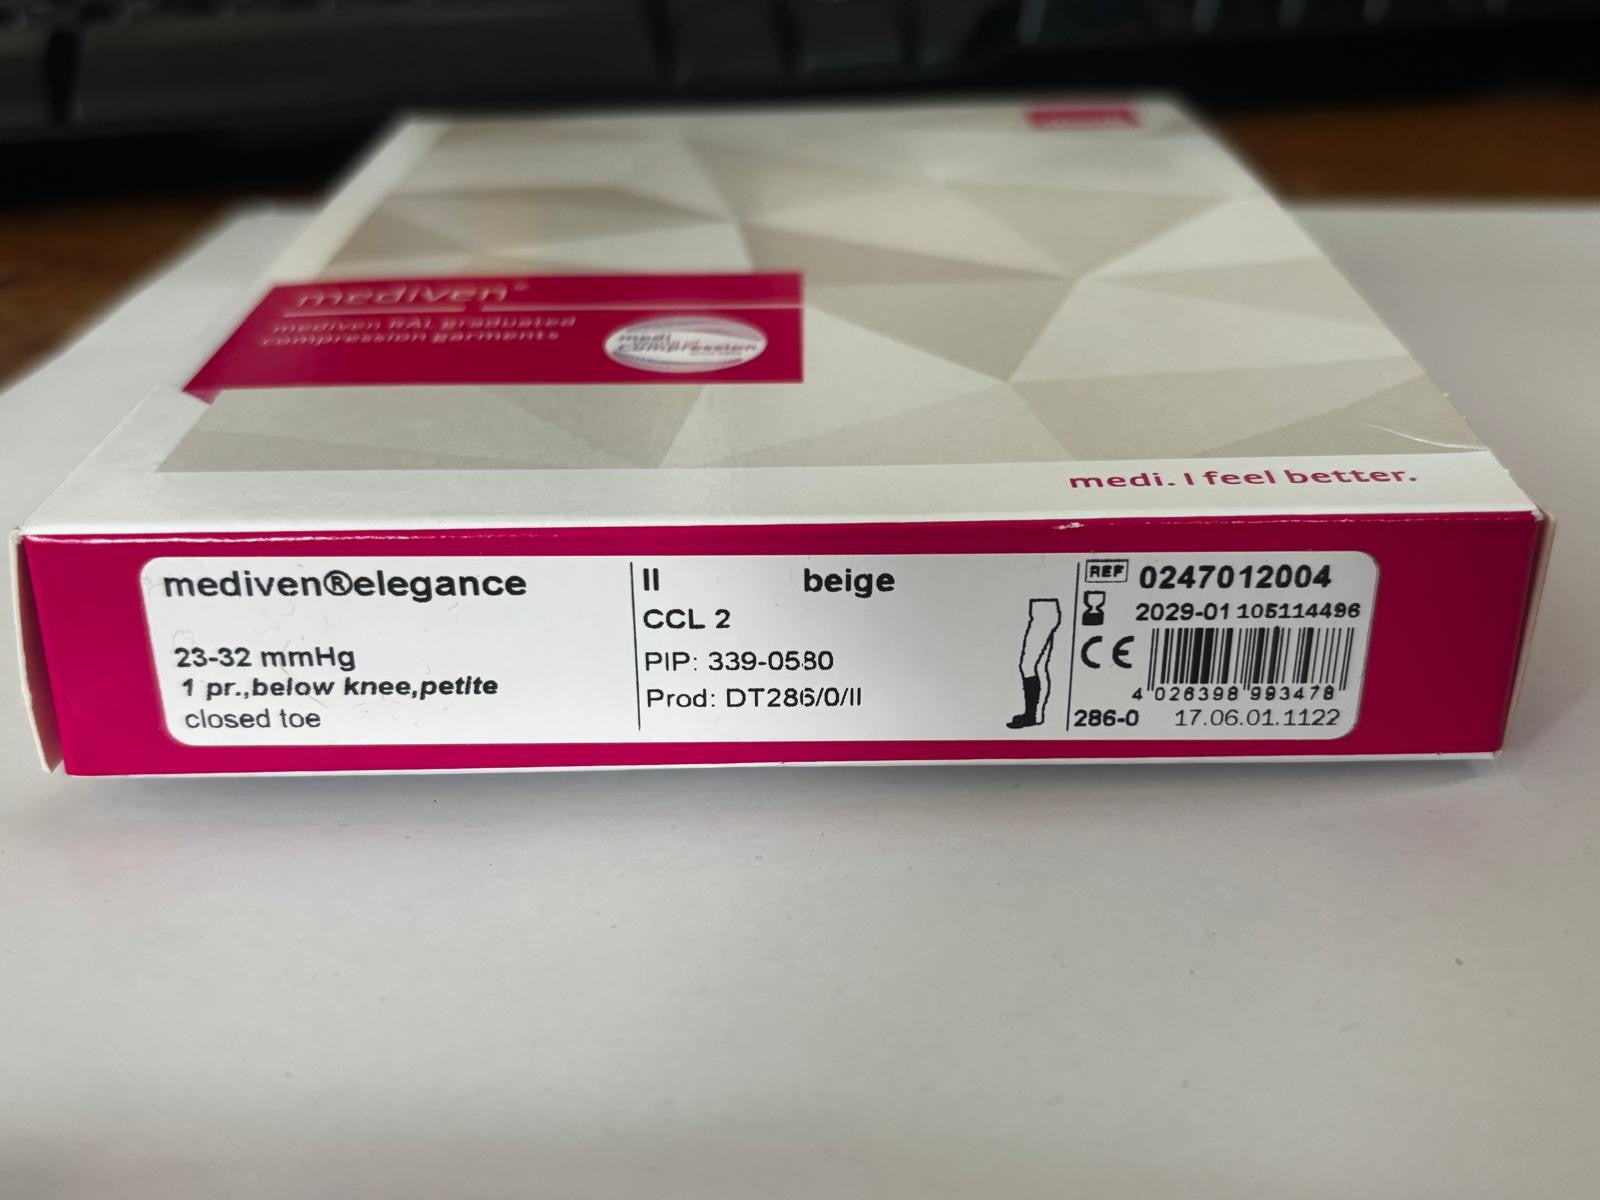 mediven®
mediven RAL graduated
compression garments
medi
compression
medi. I feel better.
mediven®elegance
23-32 mmHg
1 pr.,below knee,petite
closed toe
II beige
CCL 2
PIP: 339-0580
Prod: DT286/0/II
REF 0247012004
2029-01 105114496
CE
4 026398 993478
286-0 17.06.01.1122